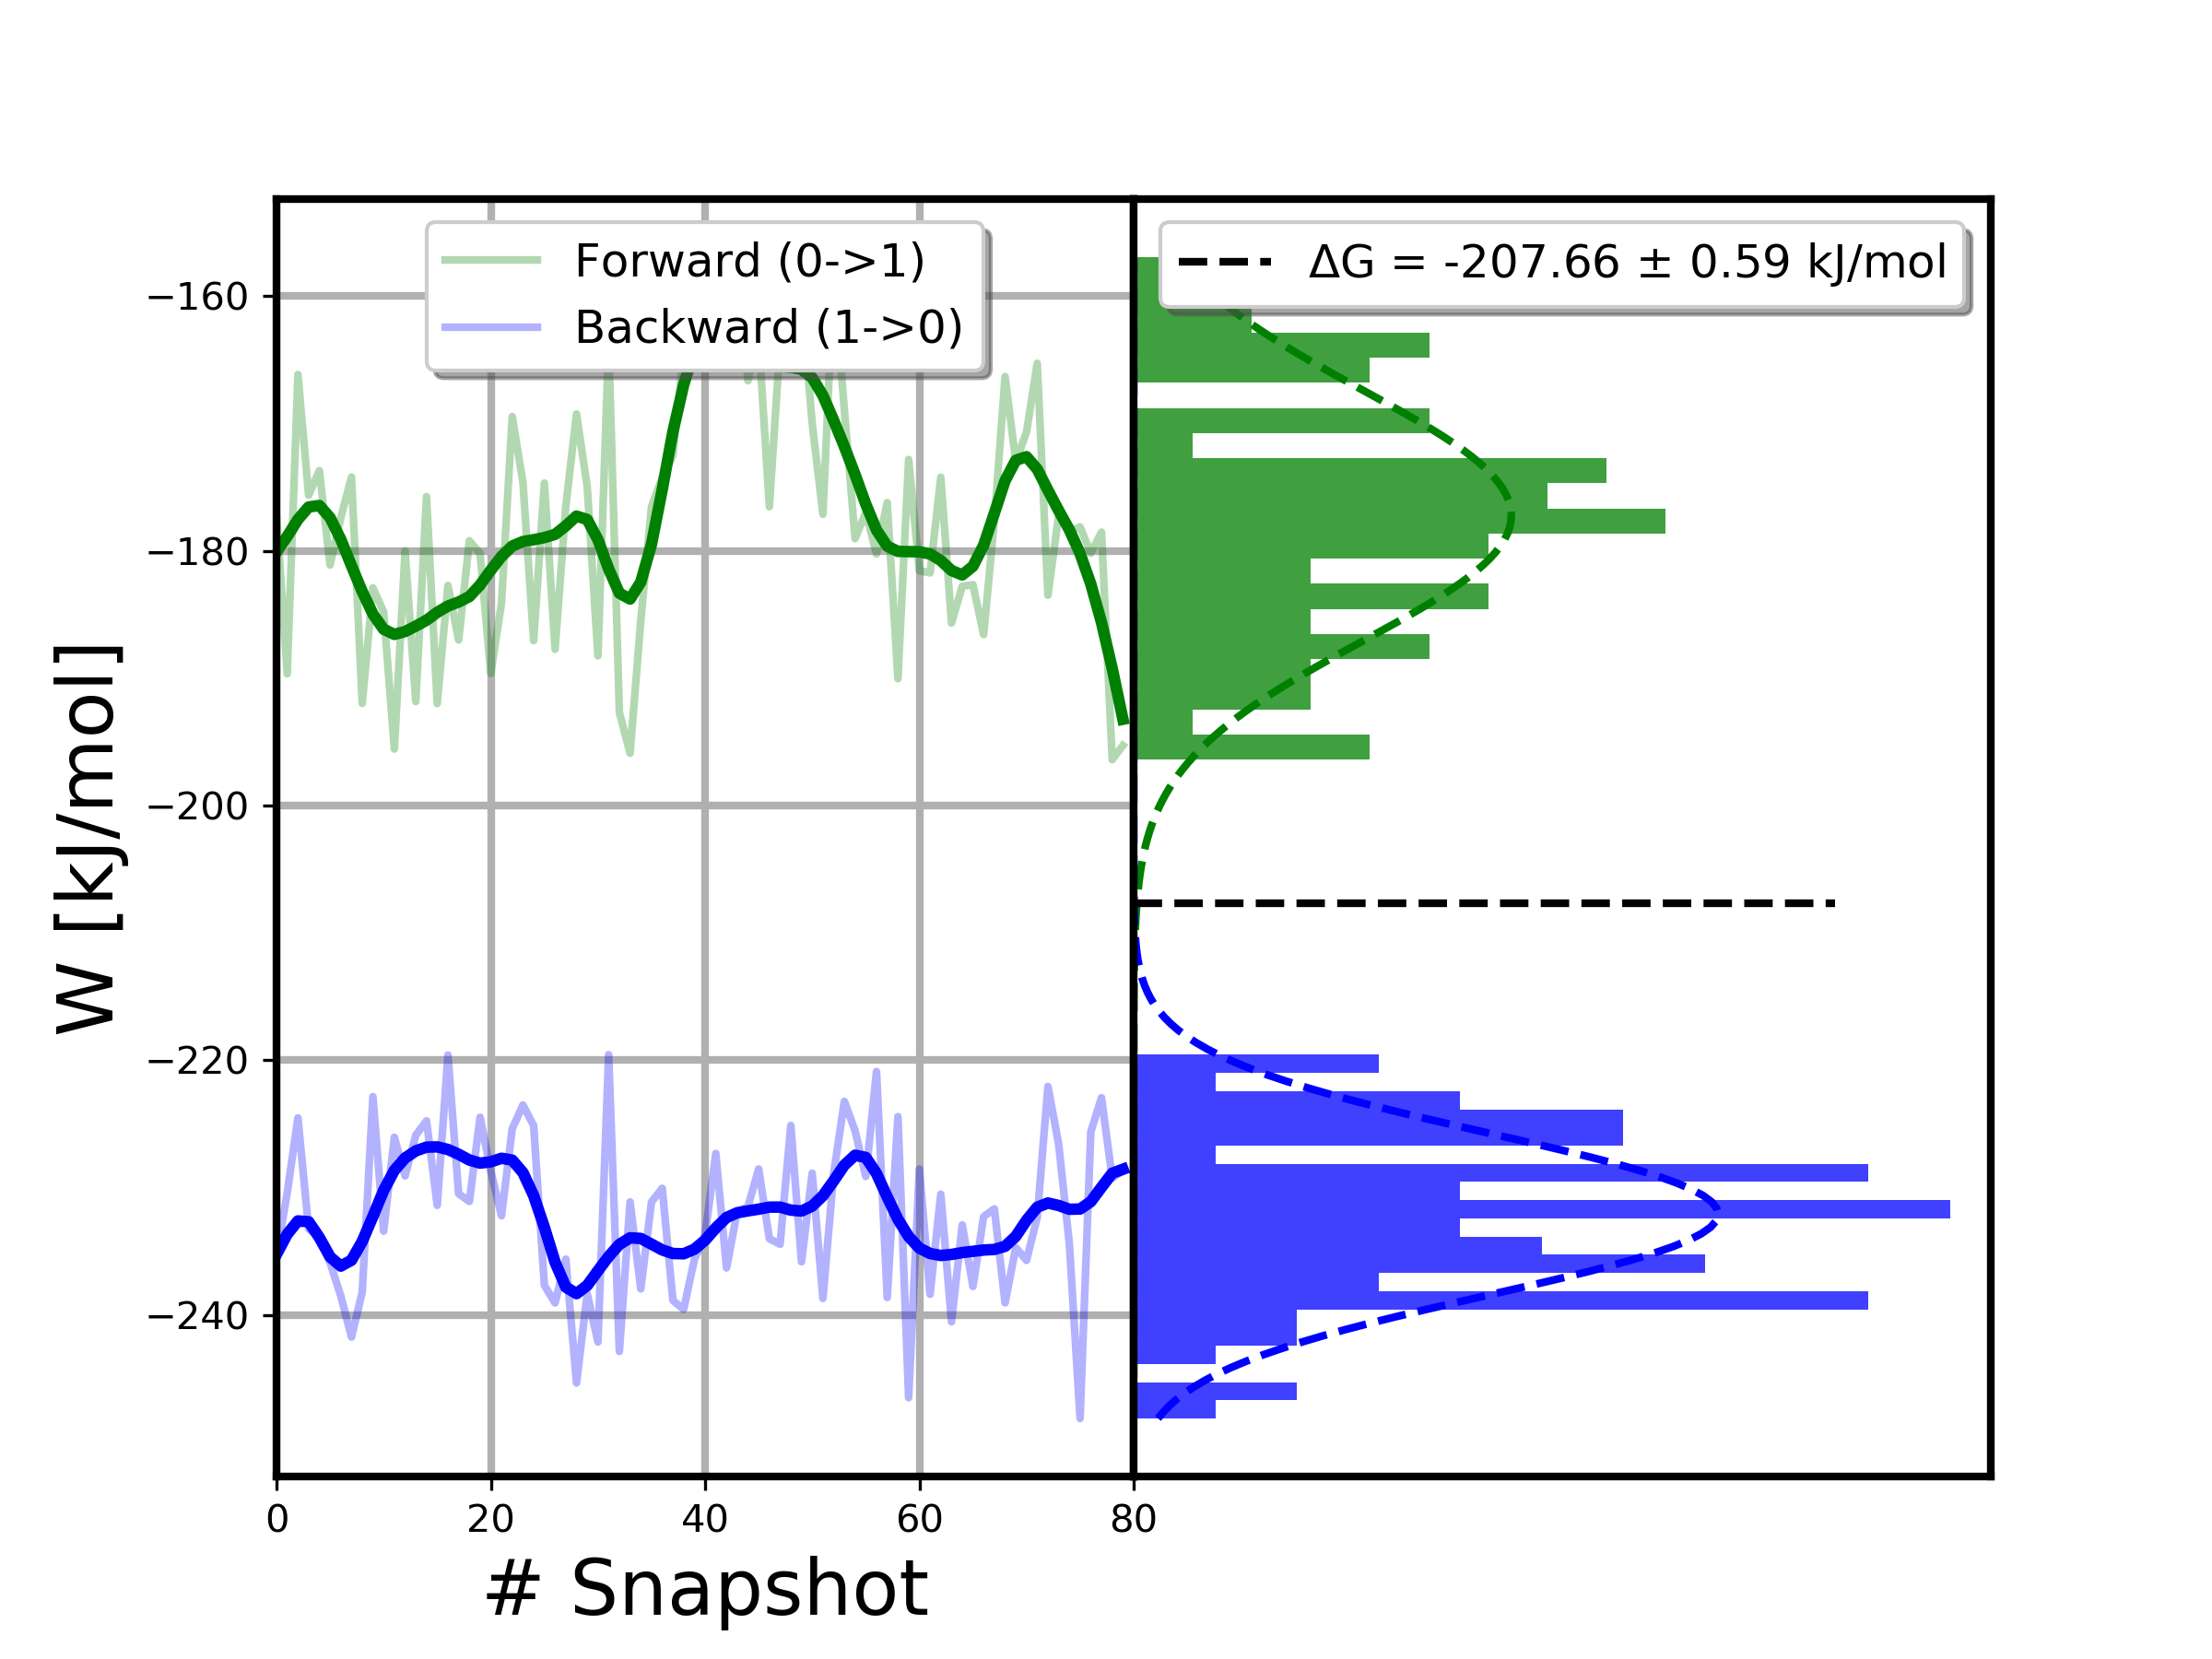 Forward (0->1)
Backward (1->0)
ΔG = -207.66 ± 0.59 kJ/mol
−160
−180
−200
−220
−240
W [kJ/mol]
0 20 40 60 80
# Snapshot